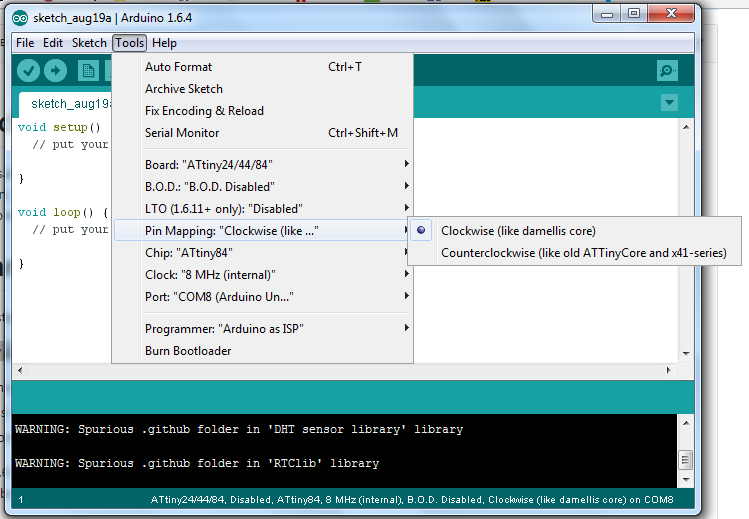 sketch_aug19a | Arduino 1.6.4
File Edit Sketch Tools Help
sketch_aug19a
void setup()
// put your
}
void loop() {
// put your
}
Auto Format Ctrl+T
Archive Sketch
Fix Encoding & Reload
Serial Monitor Ctrl+Shift+M
Board: "ATtiny24/44/84"
B.O.D.: "B.O.D. Disabled"
LTO (1.6.11+ only): "Disabled"
Pin Mapping: "Clockwise (like ..."
Chip: "ATtiny84"
Clock: "8 MHz (internal)"
Port: "COM8 (Arduino Un..."
Programmer: "Arduino as ISP"
Burn Bootloader
Clockwise (like damellis core)
Counterclockwise (like old ATTinyCore and x41-series)
WARNING: Spurious .github folder in 'DHT sensor library' library
WARNING: Spurious .github folder in 'RTClib' library
1 ATtiny24/44/84, Disabled, ATtiny84, 8 MHz (internal), B.O.D. Disabled, Clockwise (like damellis core) on COM8